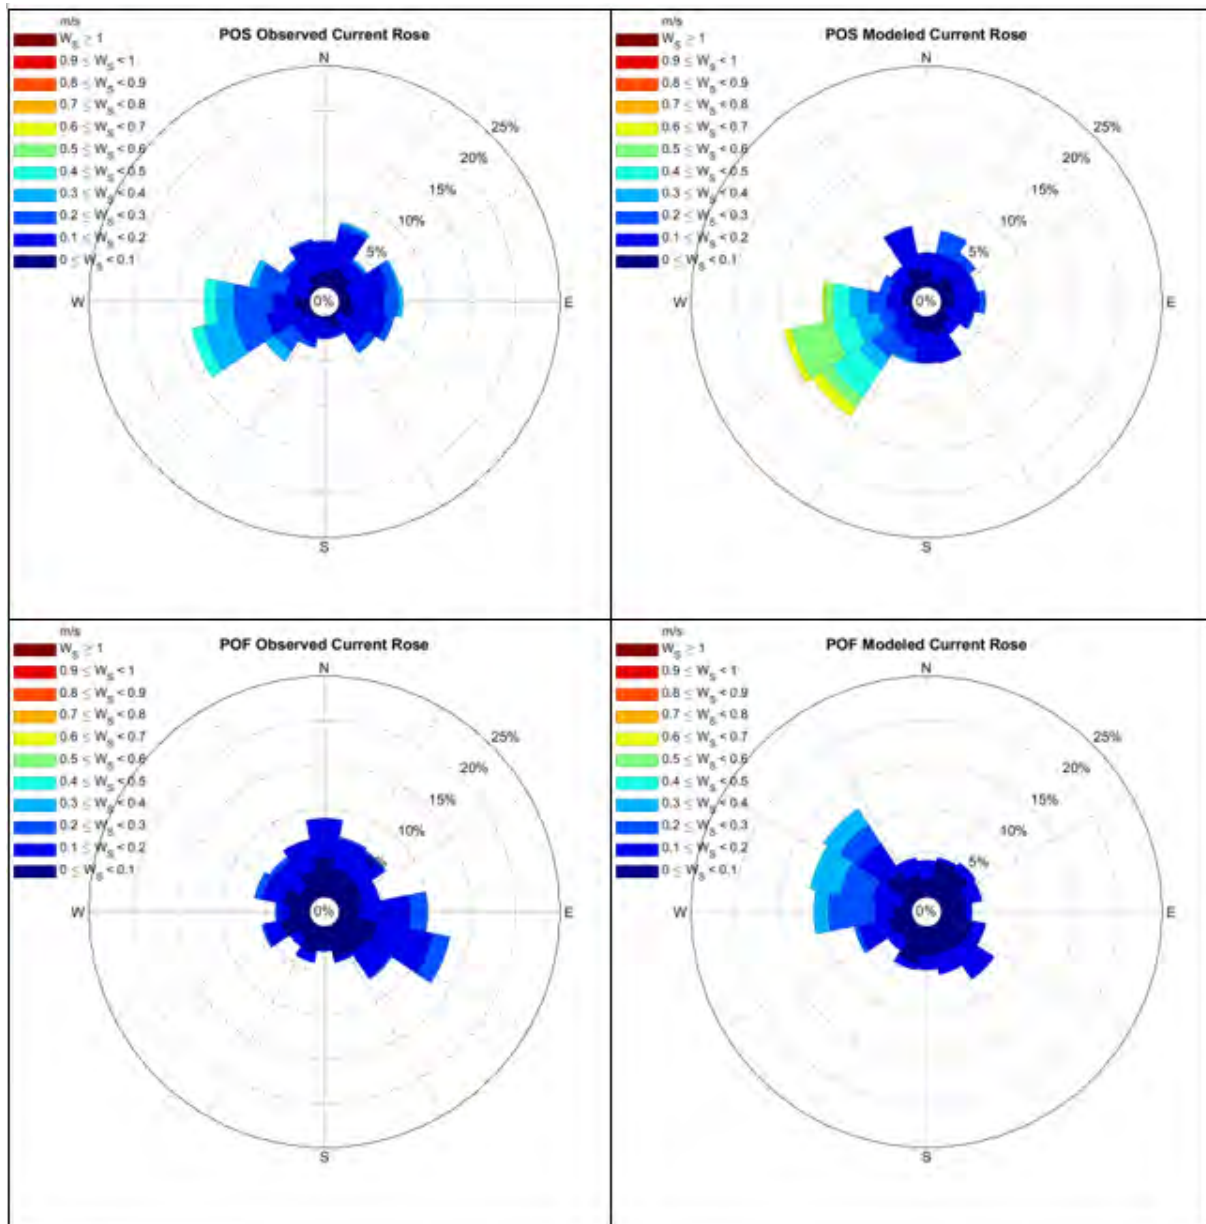 m/s
POS Observed Current Rose
W_S ≥ 1
0.9 ≤ W_S < 1
0.8 ≤ W_S < 0.9
0.7 ≤ W_S < 0.8
0.6 ≤ W_S < 0.7
0.5 ≤ W_S < 0.6
0.4 ≤ W_S < 0.5
0.3 ≤ W_S < 0.4
0.2 ≤ W_S < 0.3
0.1 ≤ W_S < 0.2
0 ≤ W_S < 0.1
N
25%
20%
15%
10%
5%
0%
W
E
S
m/s
POS Modeled Current Rose
W_S ≥ 1
0.9 ≤ W_S < 1
0.8 ≤ W_S < 0.9
0.7 ≤ W_S < 0.8
0.6 ≤ W_S < 0.7
0.5 ≤ W_S < 0.6
0.4 ≤ W_S < 0.5
0.3 ≤ W_S < 0.4
0.2 ≤ W_S < 0.3
0.1 ≤ W_S < 0.2
0 ≤ W_S < 0.1
N
25%
20%
15%
10%
5%
0%
W
E
S
m/s
POF Observed Current Rose
W_S ≥ 1
0.9 ≤ W_S < 1
0.8 ≤ W_S < 0.9
0.7 ≤ W_S < 0.8
0.6 ≤ W_S < 0.7
0.5 ≤ W_S < 0.6
0.4 ≤ W_S < 0.5
0.3 ≤ W_S < 0.4
0.2 ≤ W_S < 0.3
0.1 ≤ W_S < 0.2
0 ≤ W_S < 0.1
N
25%
20%
15%
10%
5%
0%
W
E
S
m/s
POF Modeled Current Rose
W_S ≥ 1
0.9 ≤ W_S < 1
0.8 ≤ W_S < 0.9
0.7 ≤ W_S < 0.8
0.6 ≤ W_S < 0.7
0.5 ≤ W_S < 0.6
0.4 ≤ W_S < 0.5
0.3 ≤ W_S < 0.4
0.2 ≤ W_S < 0.3
0.1 ≤ W_S < 0.2
0 ≤ W_S < 0.1
N
25%
20%
15%
10%
5%
0%
W
E
S